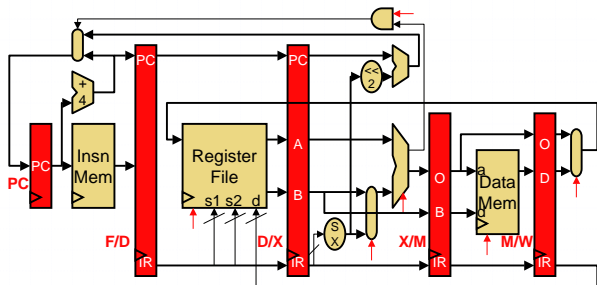 PC
PC
<<
2
+
4
PC
Insn
Mem
Register
File
A
B
O
B
a
Data
Mem
d
O
D
s1 s2 d
S
X
PC
F/D
D/X
X/M
M/W
IR
IR
IR
IR